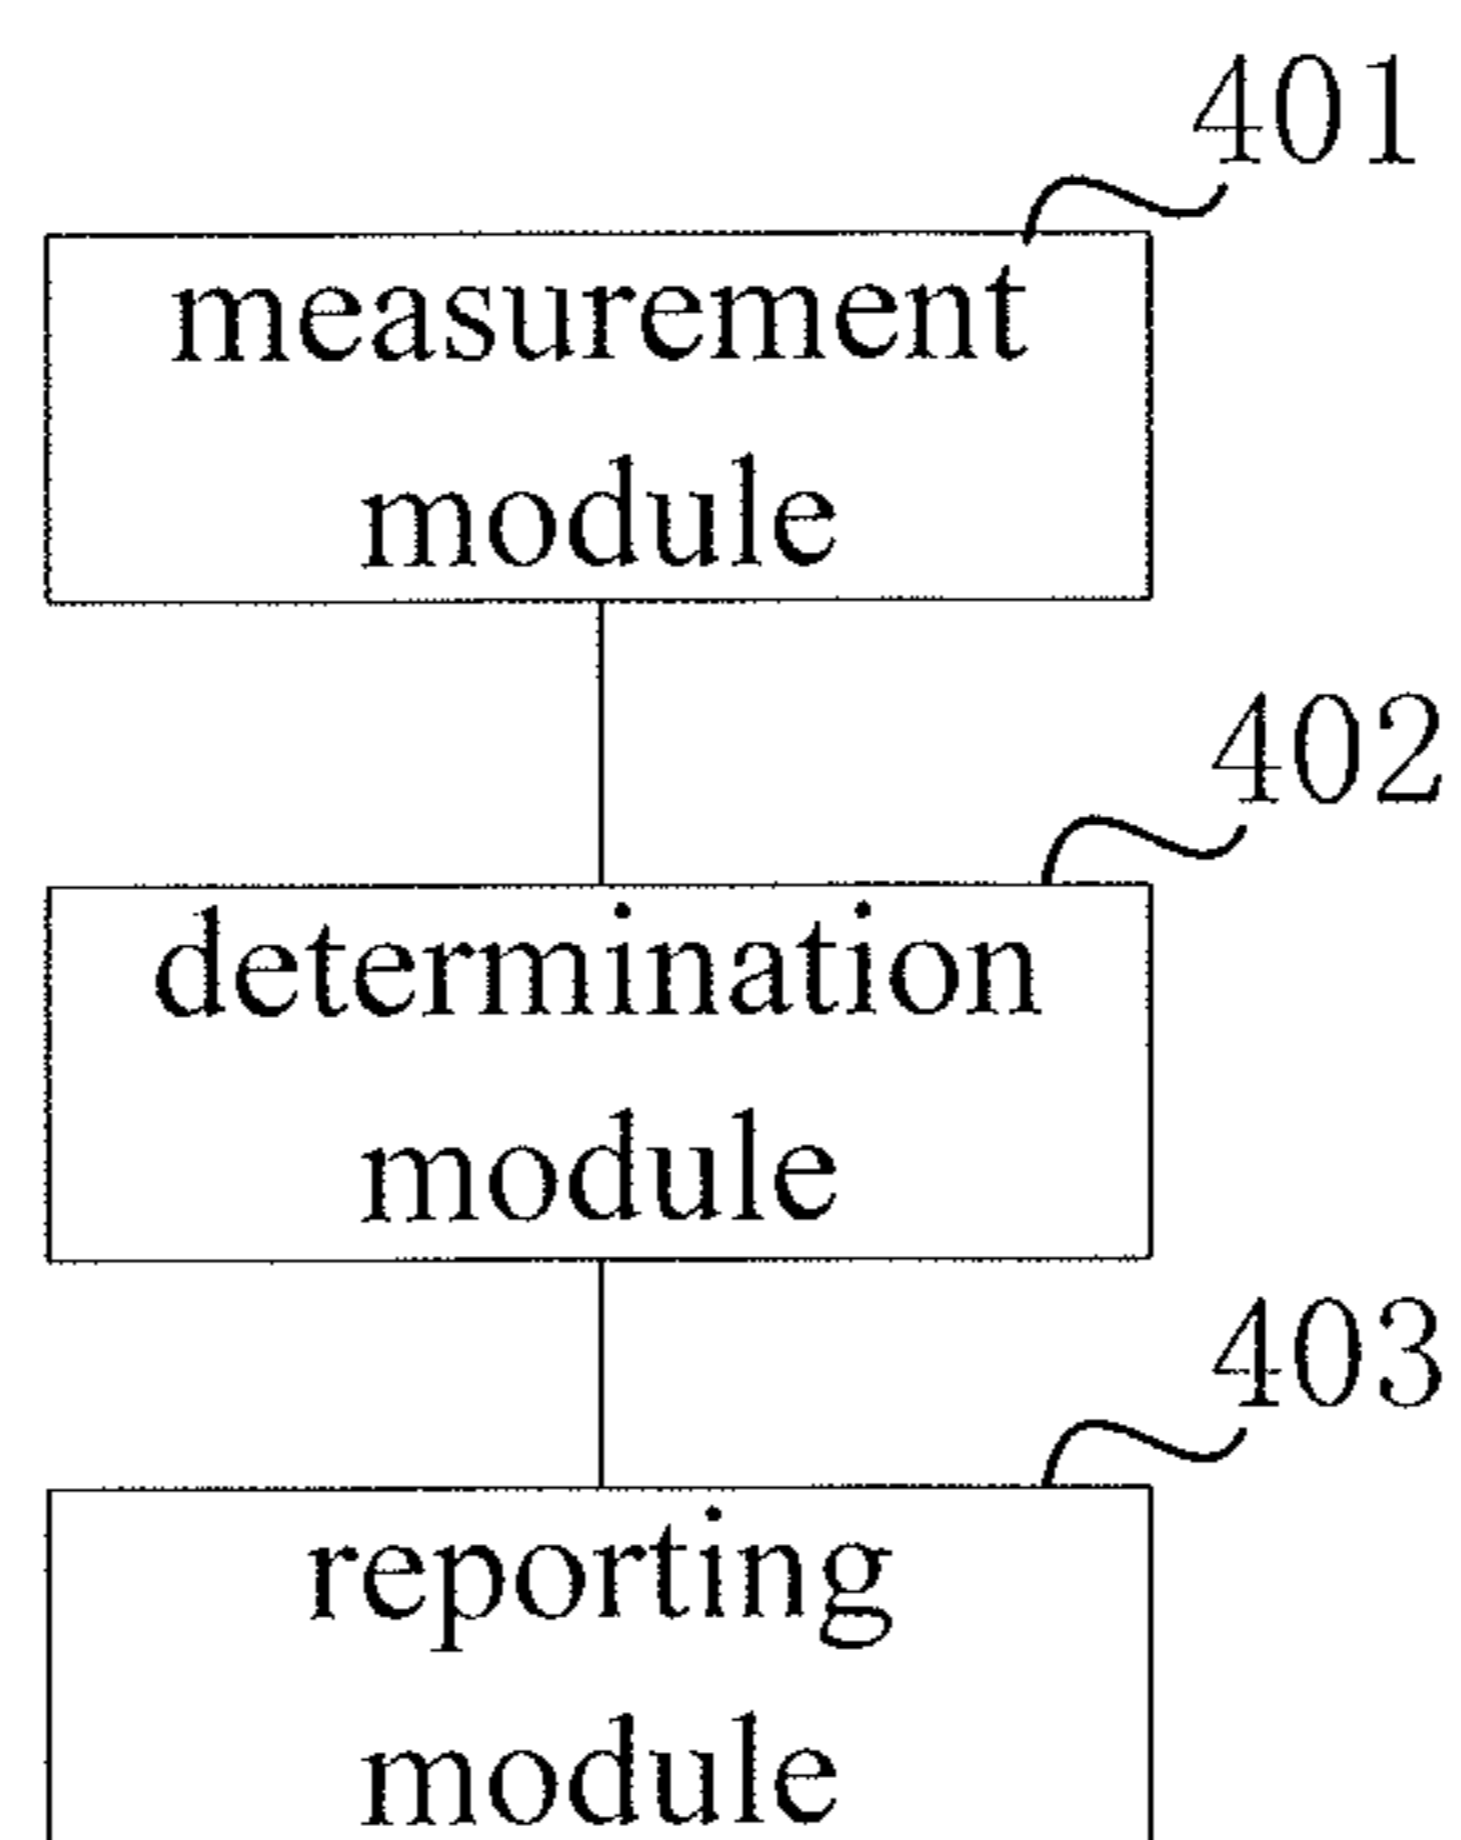 401
measurement
module
402
determination
module
403
reporting
module